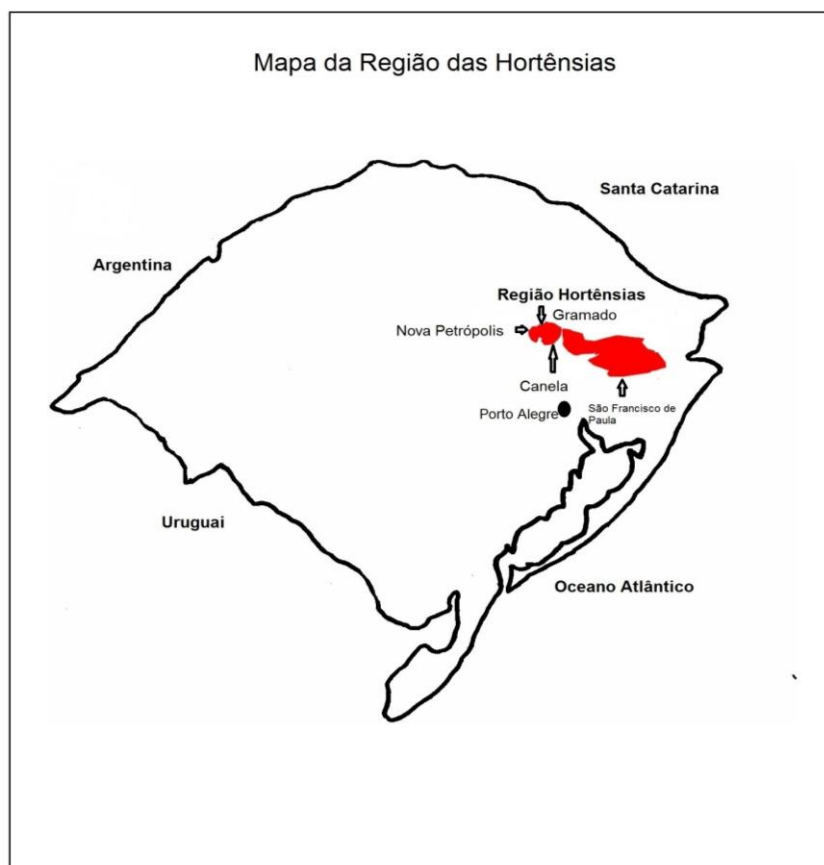 Mapa da Região das Hortênsias
Santa Catarina
Argentina
Região Hortênsias
Gramado
Nova Petrópolis
Canela
Porto Alegre
São Francisco de
Paula
Uruguai
Oceano Atlântico